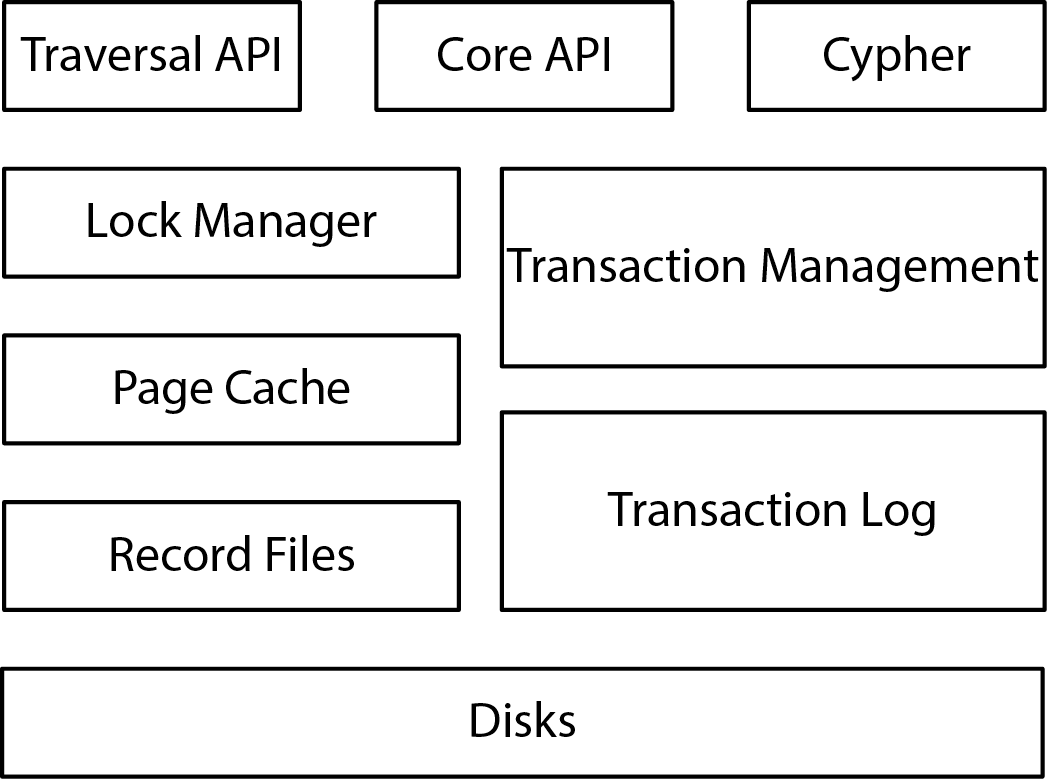 Traversal API
Core API
Cypher
Lock Manager
Transaction Management
Page Cache
Transaction Log
Record Files
Disks